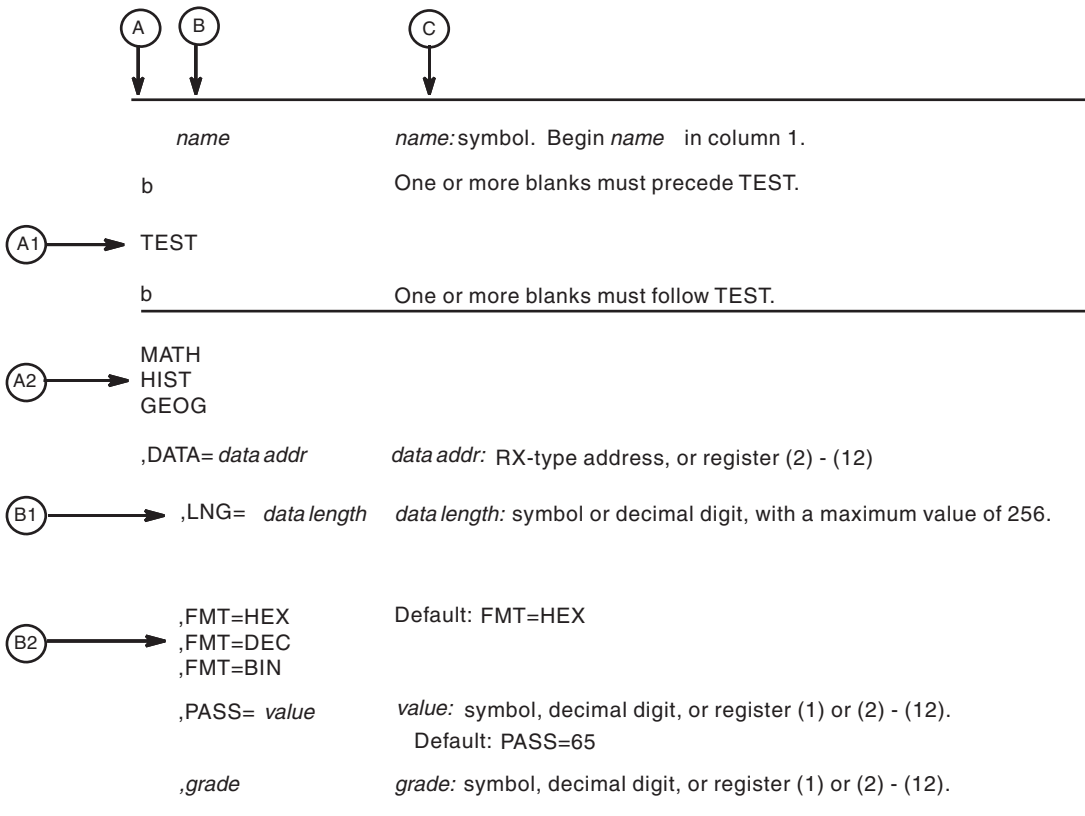 A B C
name name: symbol. Begin name in column 1.
b One or more blanks must precede TEST.
A1 TEST
b One or more blanks must follow TEST.
MATH
A2 HIST
GEOG
,DATA= data addr data addr: RX-type address, or register (2) - (12)
B1 ,LNG= data length data length: symbol or decimal digit, with a maximum value of 256.
,FMT=HEX Default: FMT=HEX
B2 ,FMT=DEC
,FMT=BIN
,PASS= value value: symbol, decimal digit, or register (1) or (2) - (12).
Default: PASS=65
,grade grade: symbol, decimal digit, or register (1) or (2) - (12).